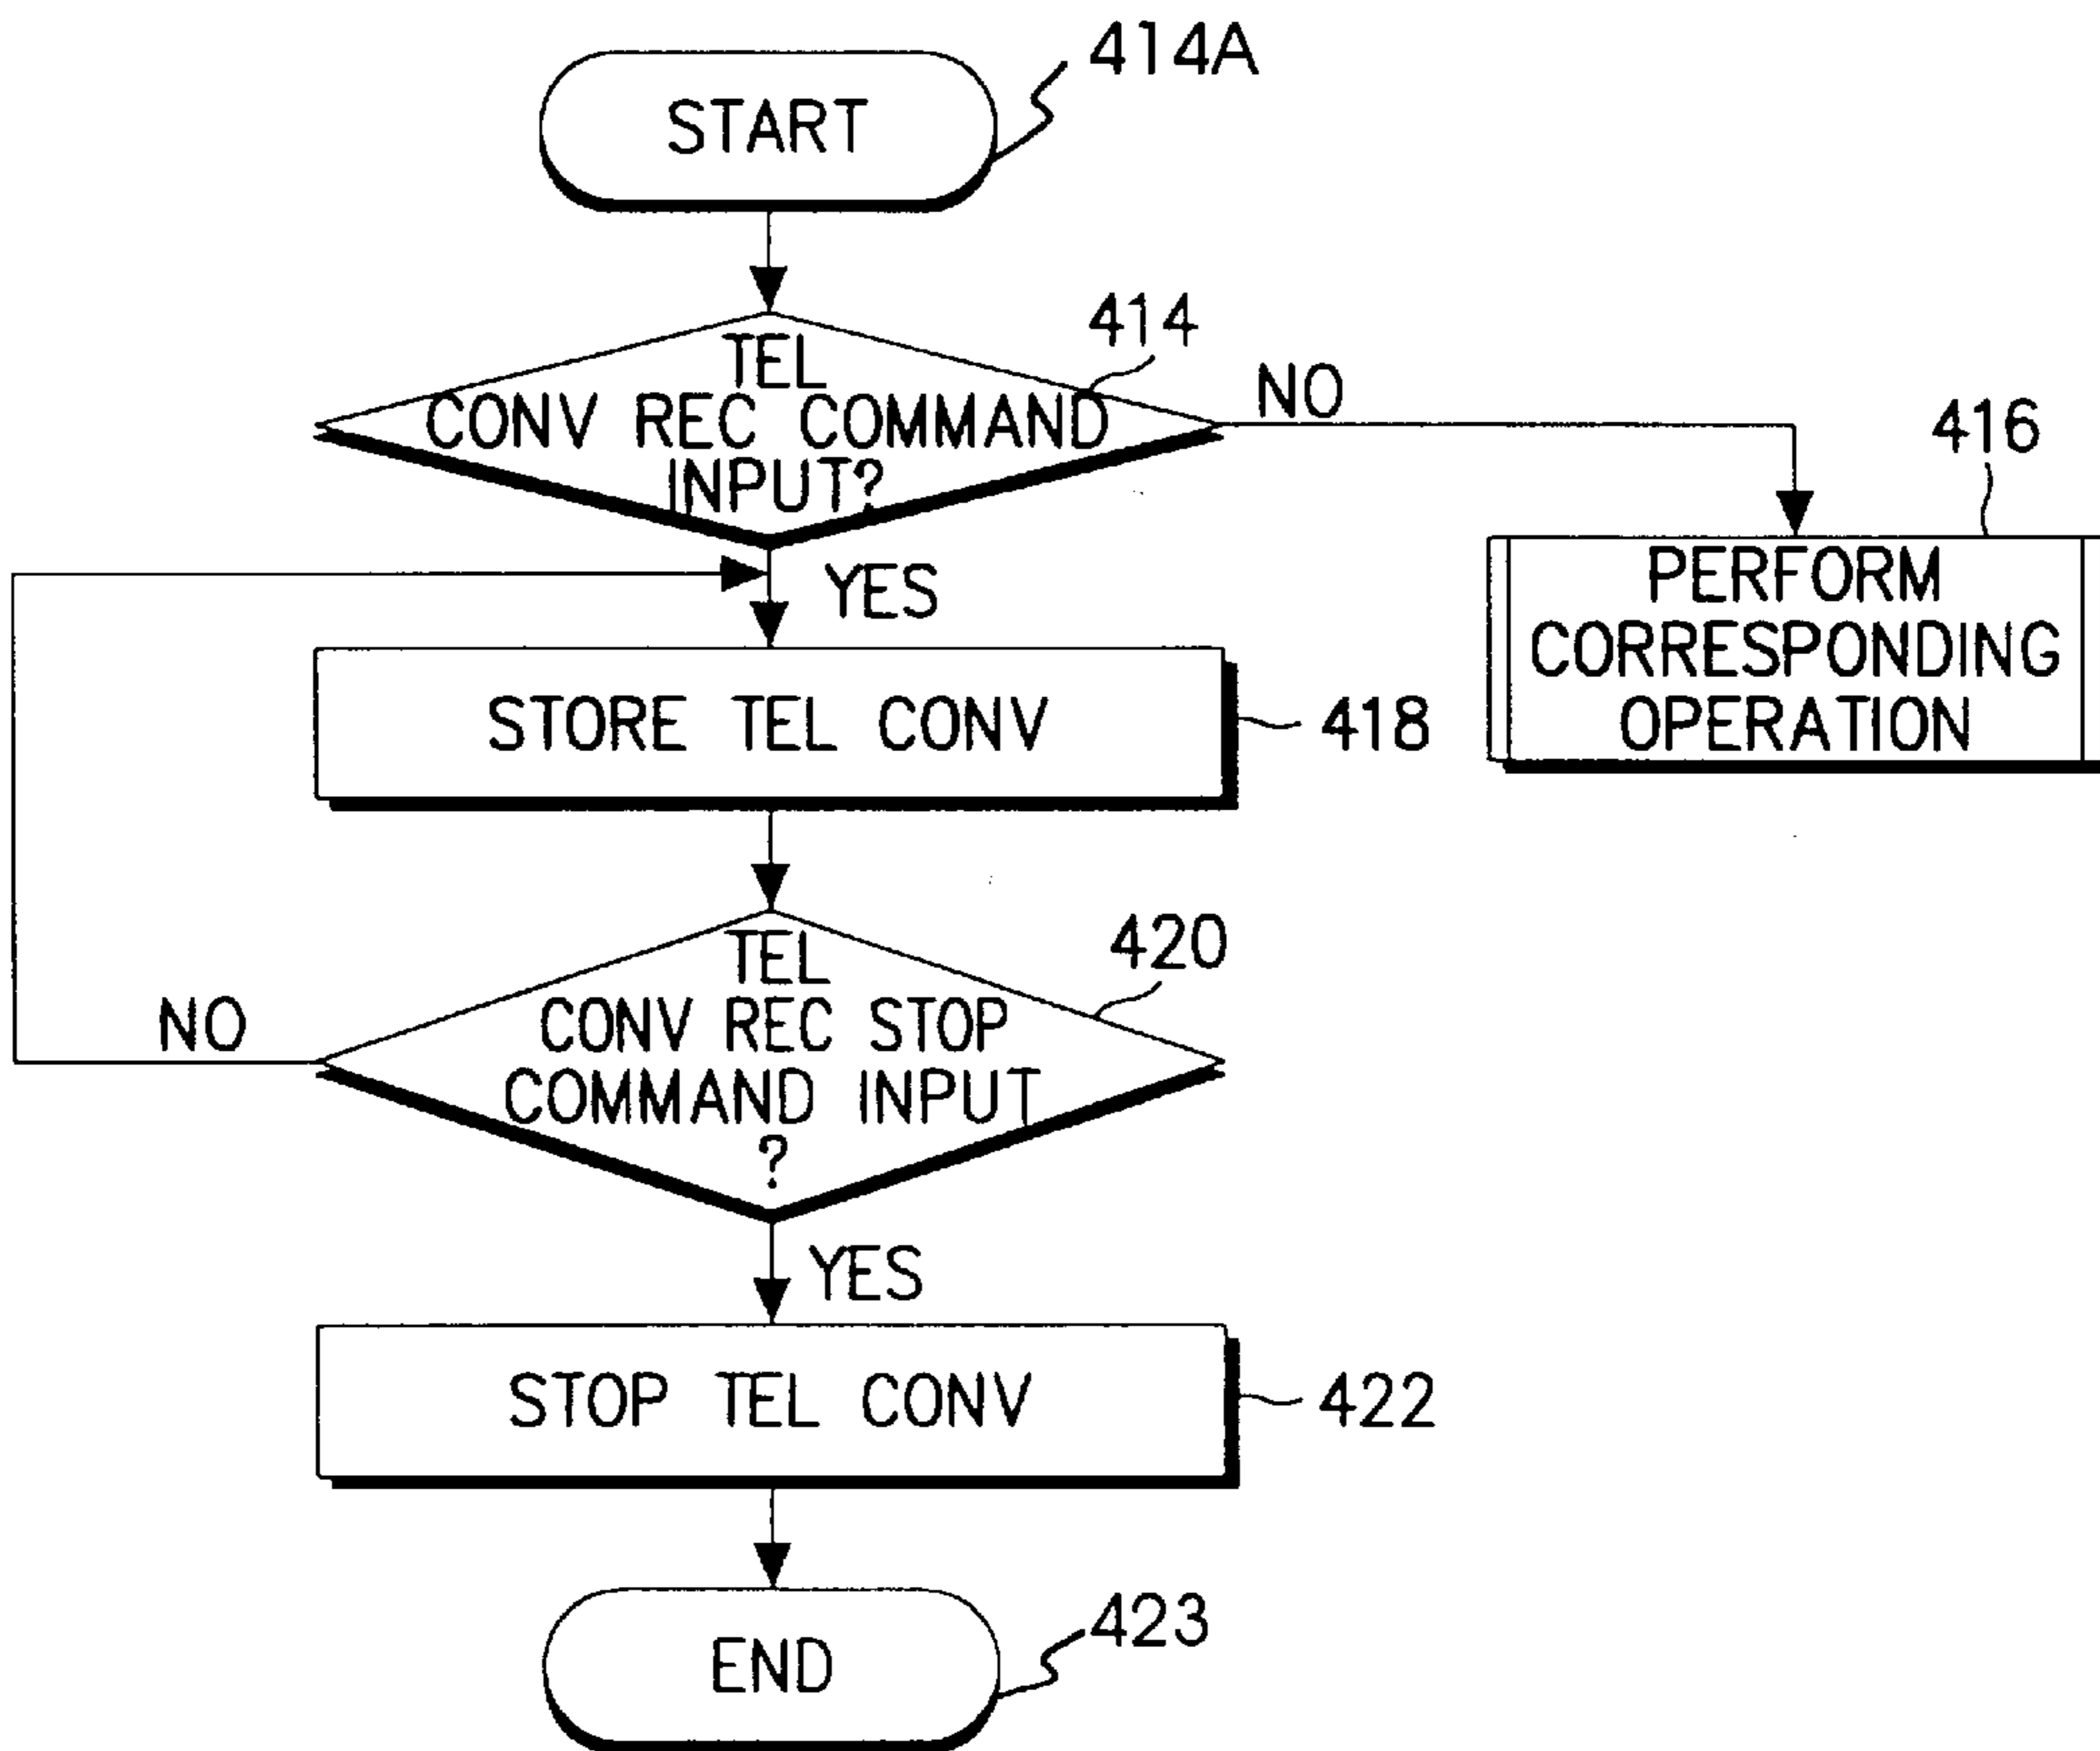 START
414A
TEL
CONV REC COMMAND
INPUT?
414
NO
416
PERFORM
CORRESPONDING
OPERATION
YES
STORE TEL CONV
418
TEL
CONV REC STOP
COMMAND INPUT
?
420
NO
YES
STOP TEL CONV
422
END
423